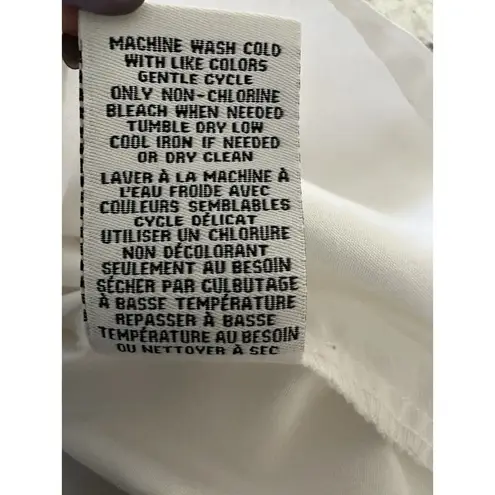 MACHINE WASH COLD
WITH LIKE COLORS
GENTLE CYCLE
ONLY NON-CHLORINE
BLEACH WHEN NEEDED
TUMBLE DRY LOW
COOL IRON IF NEEDED
OR DRY CLEAN
LAVER À LA MACHINE À
L'EAU FROIDE AVEC
COULEURS SEMBLABLES
CYCLE DÉLICAT
UTILISER UN CHLORURE
NON DÉCOLORANT
SEULEMENT AU BESOIN
SÉCHER PAR CULBUTAGE
À BASSE TEMPÉRATURE
REPASSER À BASSE
TEMPÉRATURE AU BESOIN
OU NETTOYER À SEC